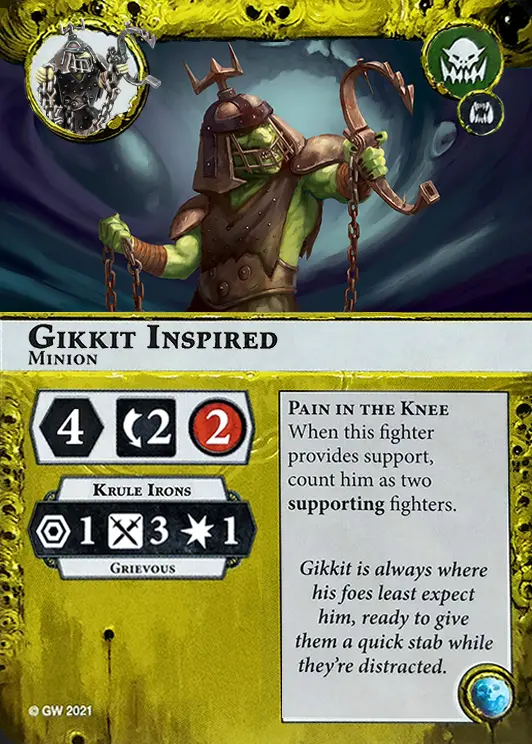 GIKKIT INSPIRED
MINION
4 2 2
KRULE IRONS
1 3 1
GRIEVOUS
PAIN IN THE KNEE
When this fighter
provides support,
count him as two
supporting fighters.
Gikkit is always where
his foes least expect
him, ready to give
them a quick stab while
they're distracted.
© GW 2021